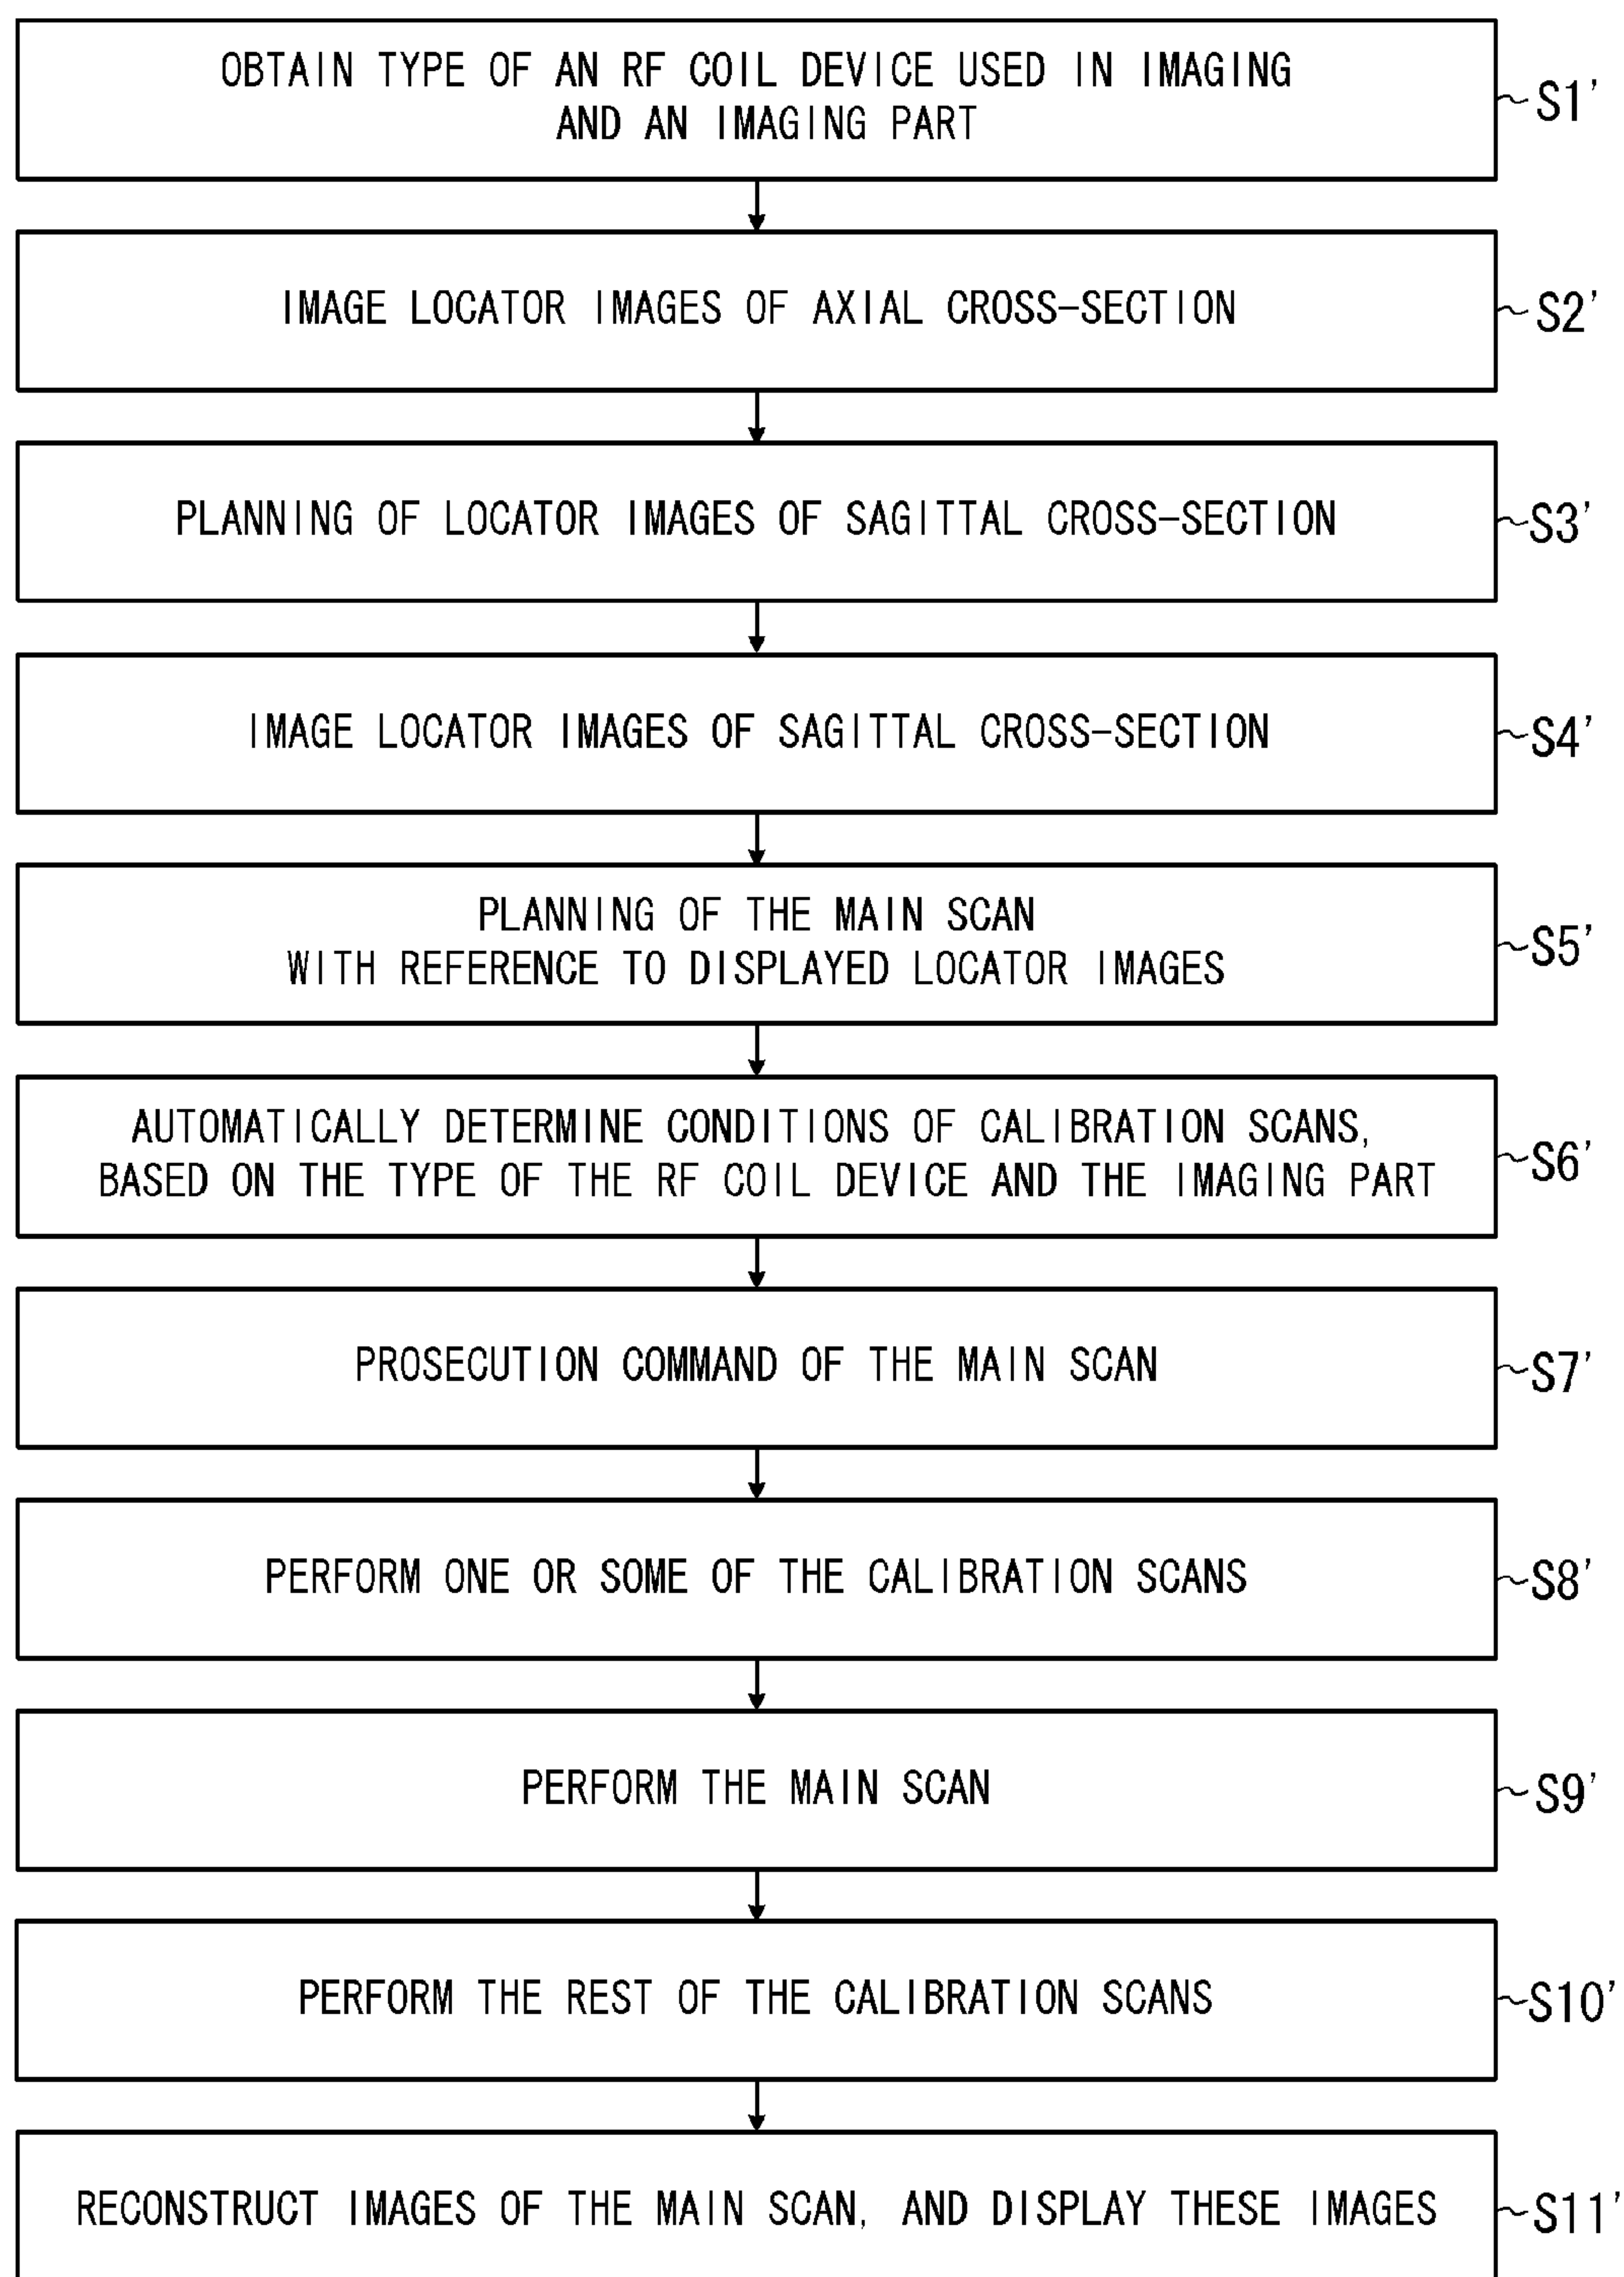 OBTAIN TYPE OF AN RF COIL DEVICE USED IN IMAGING
AND AN IMAGING PART
S1'
IMAGE LOCATOR IMAGES OF AXIAL CROSS-SECTION
S2'
PLANNING OF LOCATOR IMAGES OF SAGITTAL CROSS-SECTION
S3'
IMAGE LOCATOR IMAGES OF SAGITTAL CROSS-SECTION
S4'
PLANNING OF THE MAIN SCAN
WITH REFERENCE TO DISPLAYED LOCATOR IMAGES
S5'
AUTOMATICALLY DETERMINE CONDITIONS OF CALIBRATION SCANS,
BASED ON THE TYPE OF THE RF COIL DEVICE AND THE IMAGING PART
S6'
PROSECUTION COMMAND OF THE MAIN SCAN
S7'
PERFORM ONE OR SOME OF THE CALIBRATION SCANS
S8'
PERFORM THE MAIN SCAN
S9'
PERFORM THE REST OF THE CALIBRATION SCANS
S10'
RECONSTRUCT IMAGES OF THE MAIN SCAN, AND DISPLAY THESE IMAGES
S11'